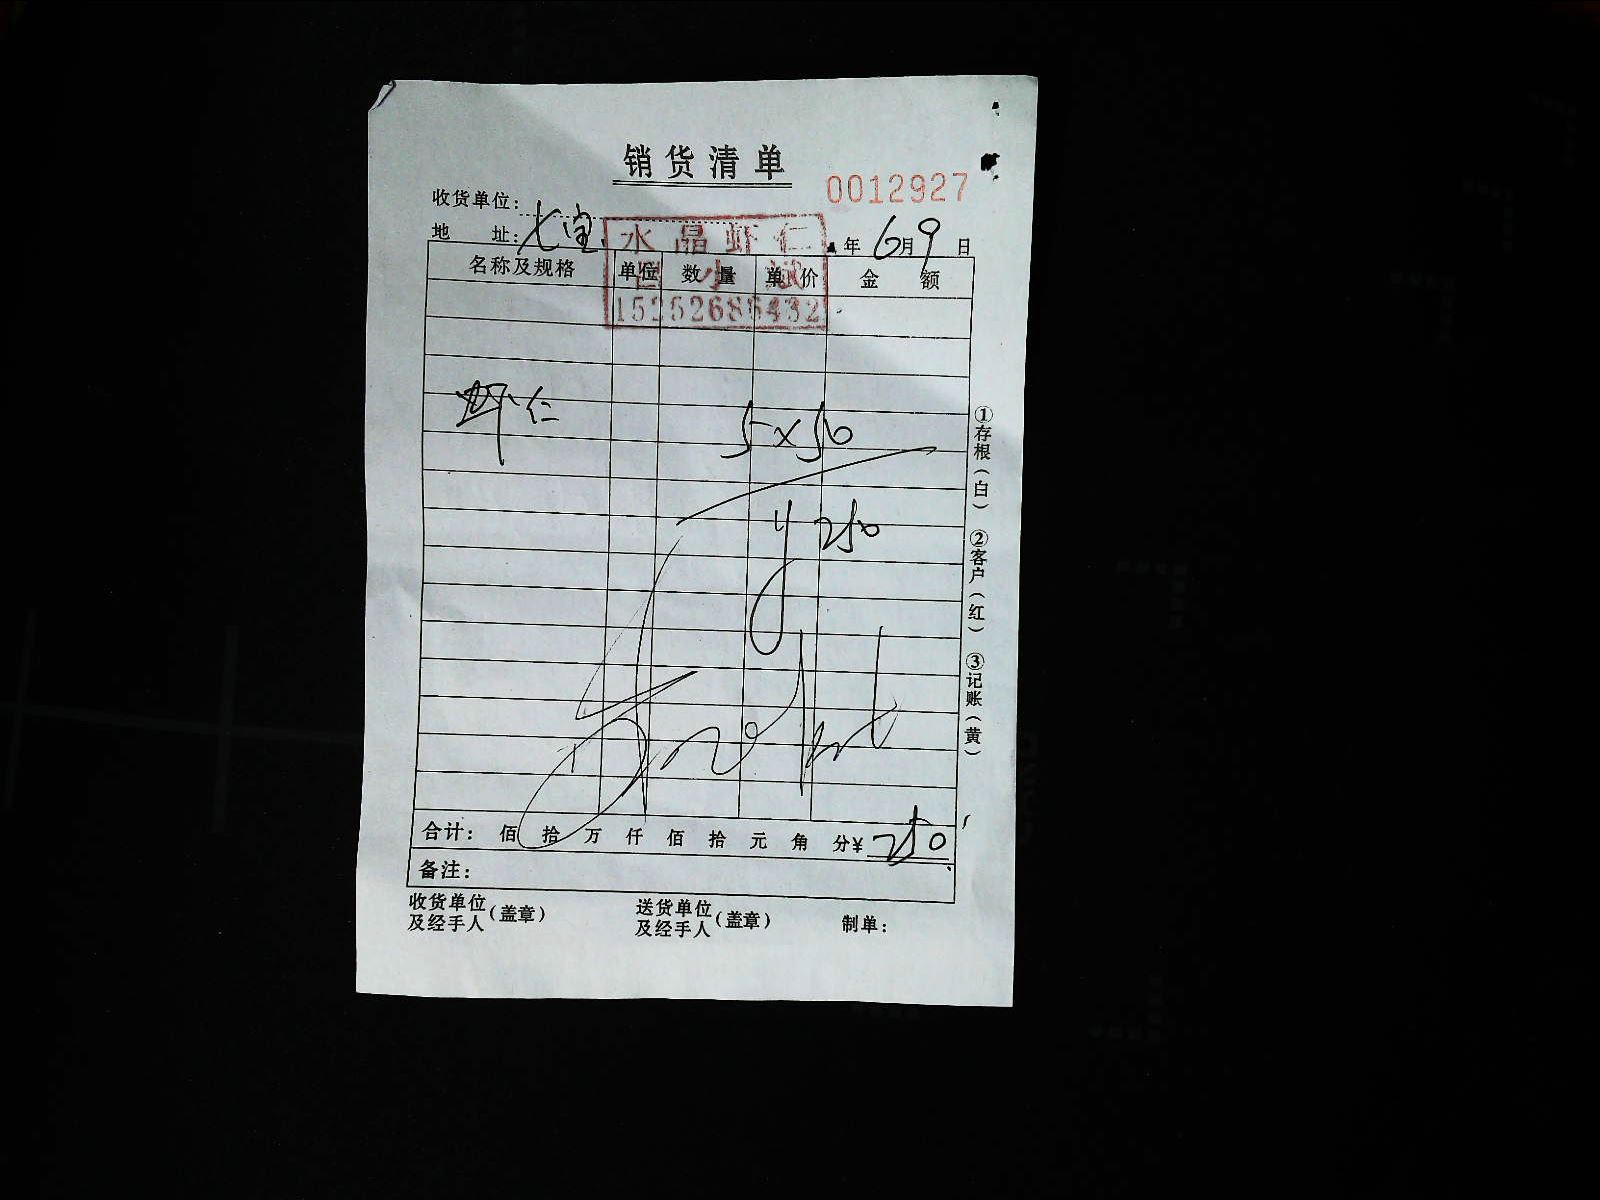 销货清单
0012927
收货单位：七宝
地 址： 年 6月9日
水晶虾仁
15252686432
名称及规格 单位 数量 单价 金额
虾仁 5×50
¥250
合计： 佰 拾 万 仟 佰 拾 元 角 分¥ 250
备注：
收货单位及经手人（盖章） 送货单位及经手人（盖章） 制单：
①存根（白） ②客户（红） ③记账（黄）